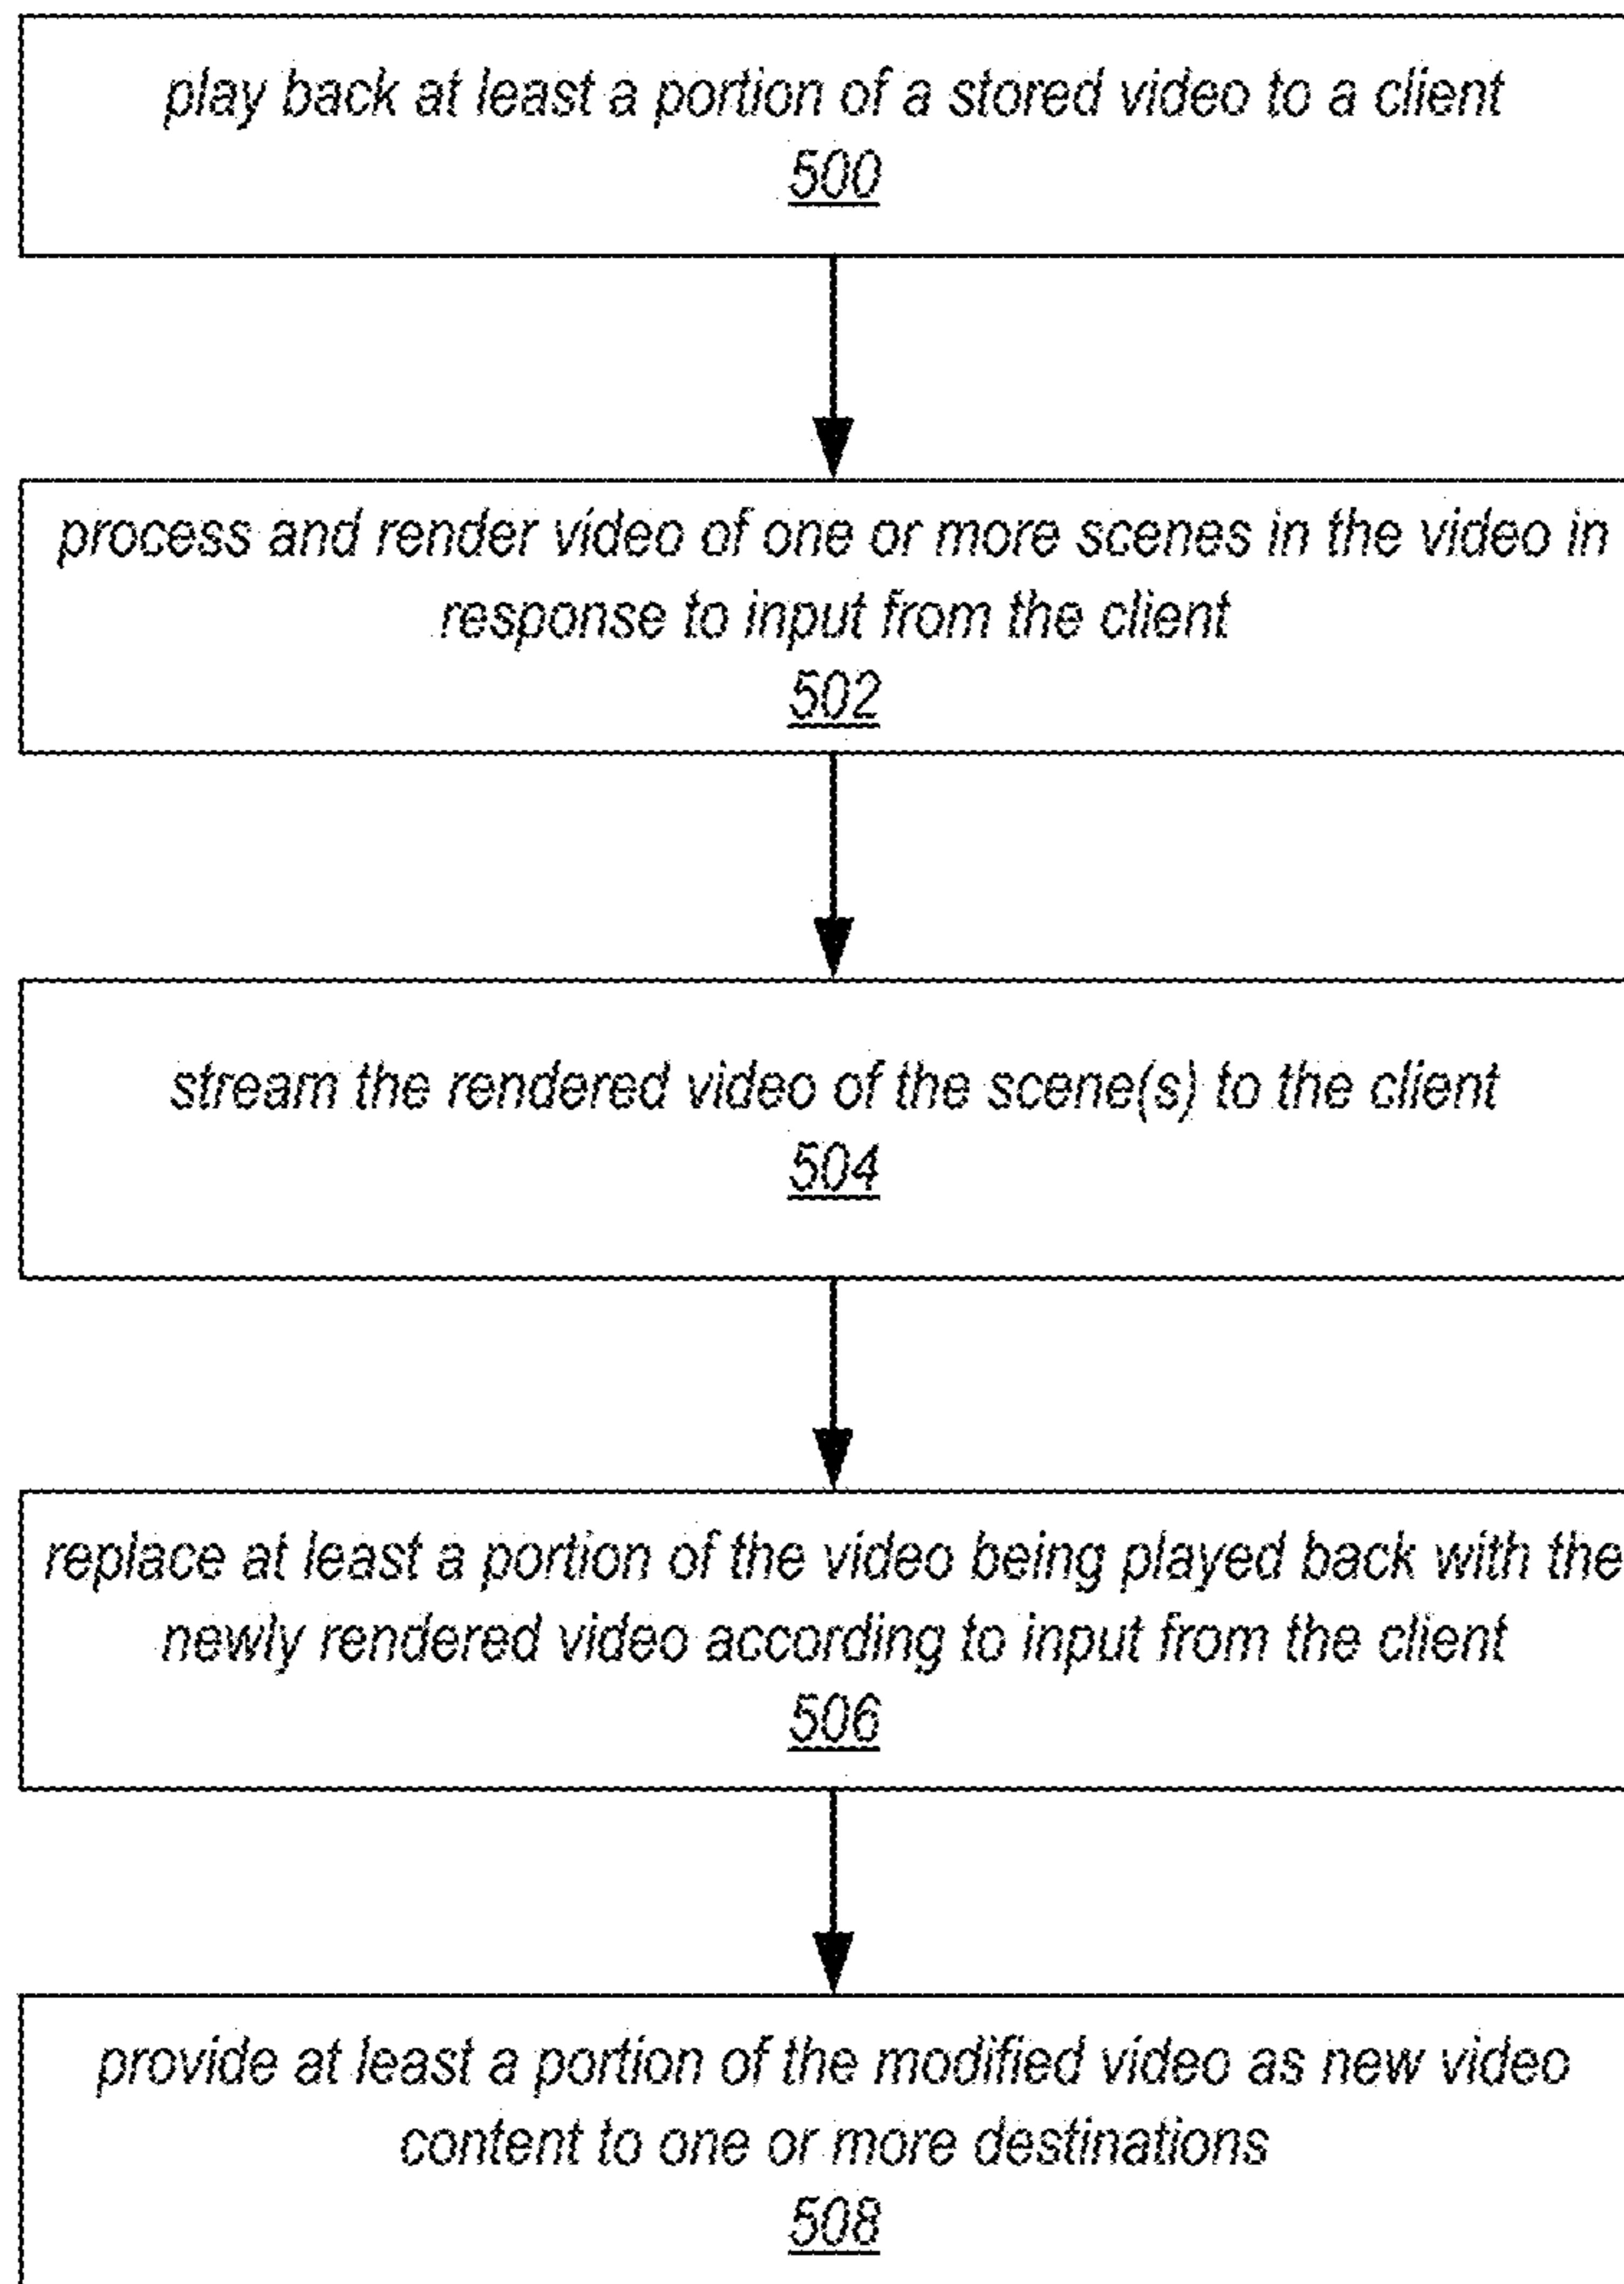 play back at least a portion of a stored video to a client
500
process and render video of one or more scenes in the video in
response to input from the client
502
stream the rendered video of the scene(s) to the client
504
replace at least a portion of the video being played back with the
newly rendered video according to input from the client
506
provide at least a portion of the modified video as new video
content to one or more destinations
508